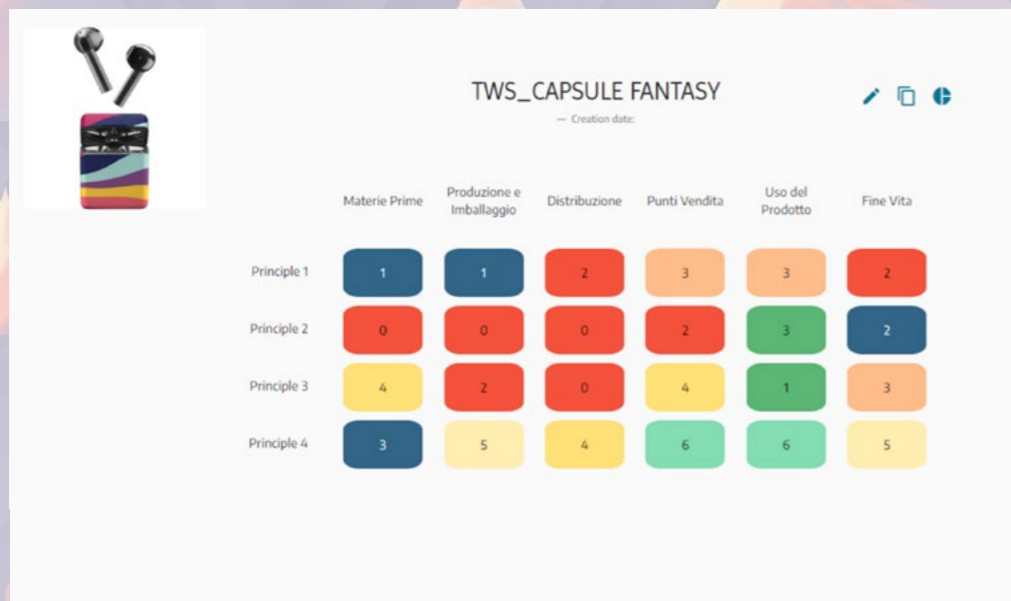 TWS_CAPSULE FANTASY
— Creation date:
Materie Prime
Produzione e
Imballaggio
Distribuzione
Punti Vendita
Uso del
Prodotto
Fine Vita
Principle 1 1 1 2 3 3 2
Principle 2 0 0 0 2 3 2
Principle 3 4 2 0 4 1 3
Principle 4 3 5 4 6 6 5